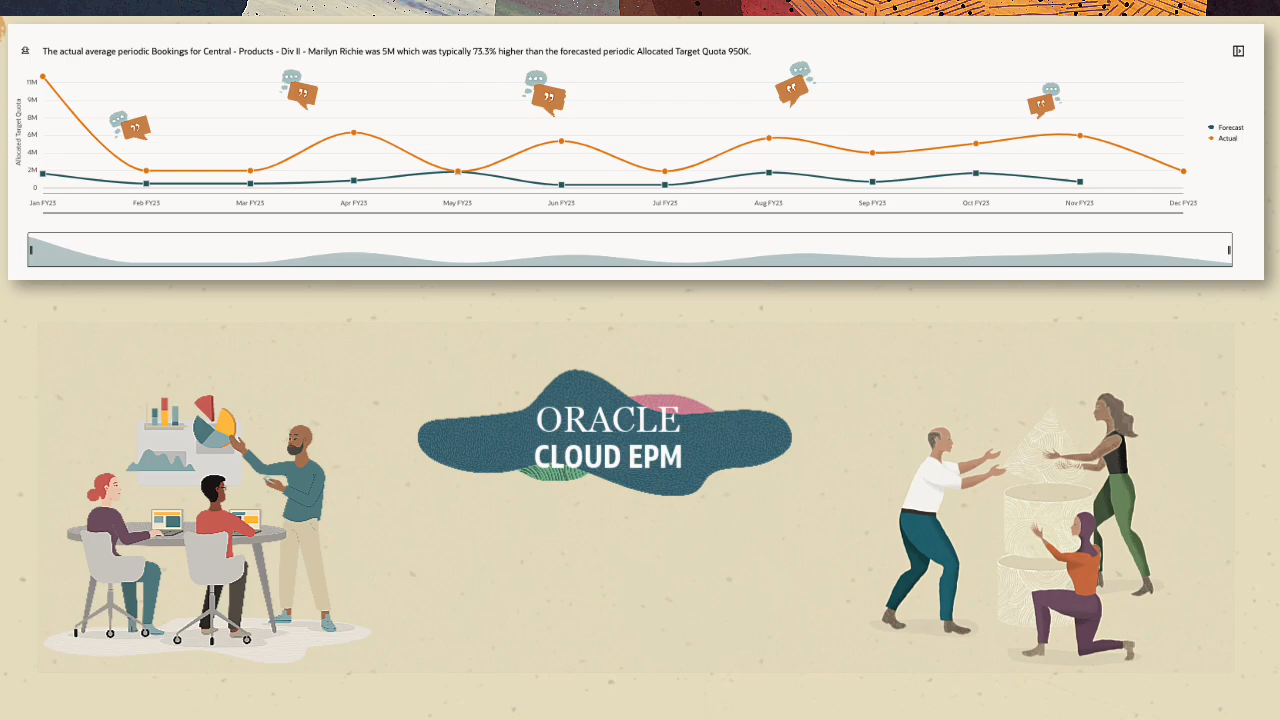 The actual average periodic Bookings for Central - Products - Div II - Marilyn Richie was 5M which was typically 73.3% higher than the forecasted periodic Allocated Target Quota 950K.
Allocated Target Quota
11M
9M
8M
6M
4M
2M
0
Jan FY23 Feb FY23 Mar FY23 Apr FY23 May FY23 Jun FY23 Jul FY23 Aug FY23 Sep FY23 Oct FY23 Nov FY23 Dec FY23
Forecast
Actual
ORACLE
CLOUD EPM